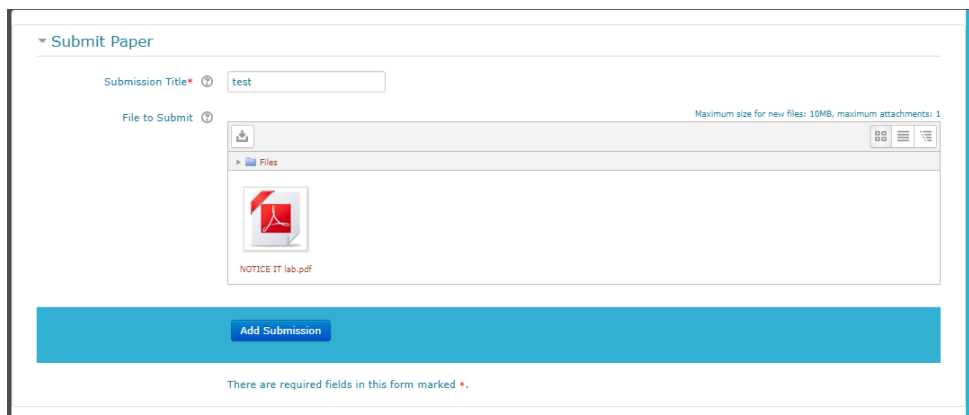 Submit Paper
Submission Title*
test
File to Submit
Maximum size for new files: 10MB, maximum attachments: 1
Files
NOTICE IT lab.pdf
Add Submission
There are required fields in this form marked *.